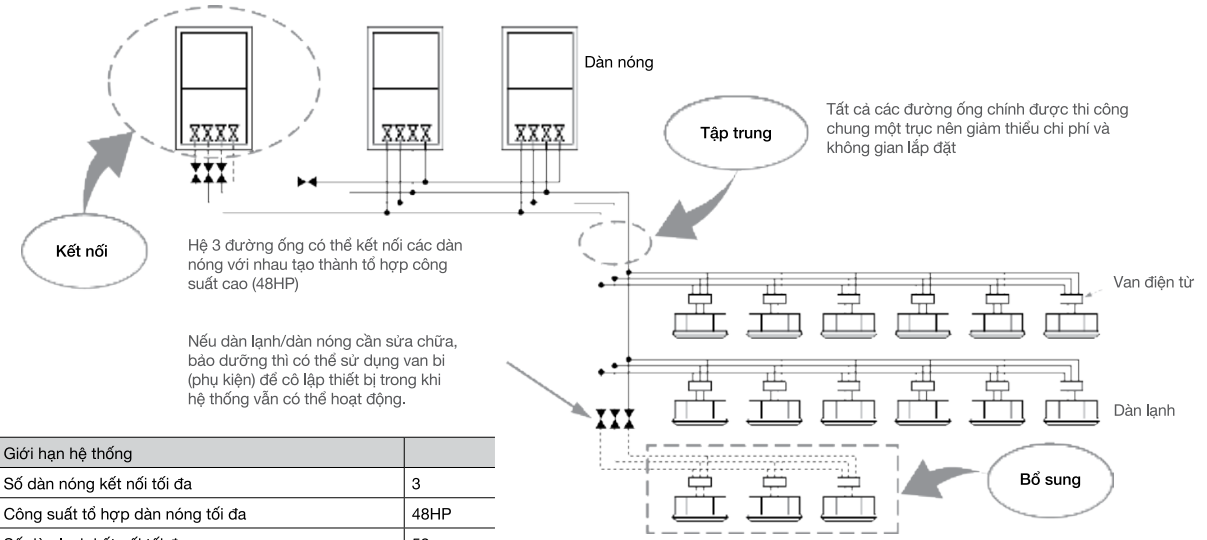 Dàn nóng
Tập trung
Tất cả các đường ống chính được thi công
chung một trục nên giảm thiểu chi phí và
không gian lắp đặt
Kết nối
Hệ 3 đường ống có thể kết nối các dàn
nóng với nhau tạo thành tổ hợp công
suất cao (48HP)
Van điện từ
Nếu dàn lạnh/dàn nóng cần sửa chữa,
bảo dưỡng thì có thể sử dụng van bi
(phụ kiện) để cô lập thiết bị trong khi
hệ thống vẫn có thể hoạt động.
Dàn lạnh
Bổ sung
Giới hạn hệ thống
Số dàn nóng kết nối tối đa 3
Công suất tổ hợp dàn nóng tối đa 48HP